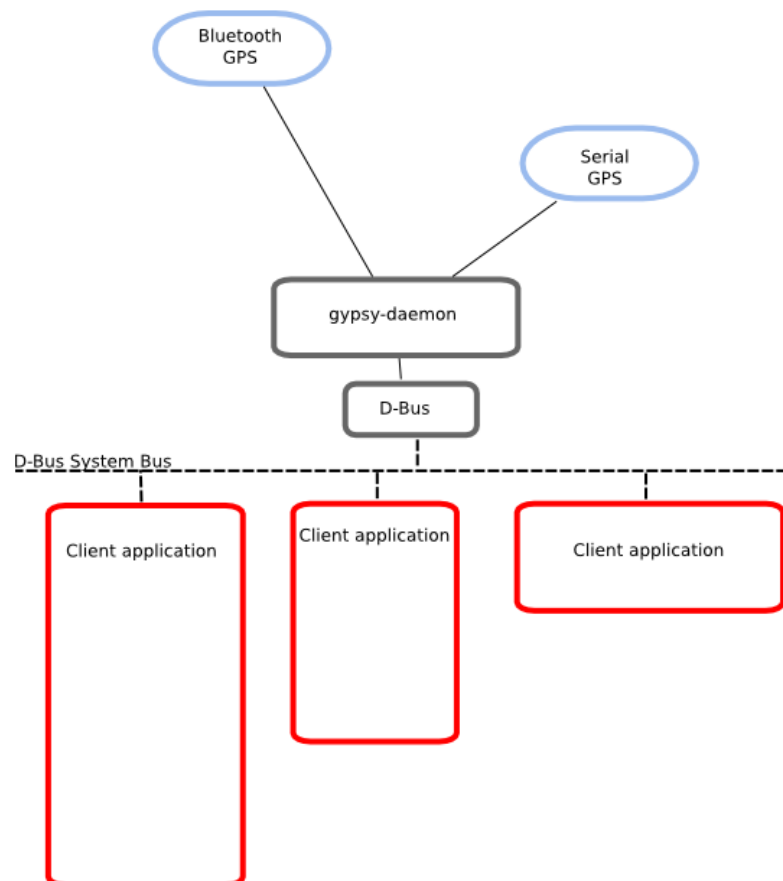 Bluetooth
GPS
Serial
GPS
gypsy-daemon
D-Bus
D-Bus System Bus
Client application
Client application
Client application